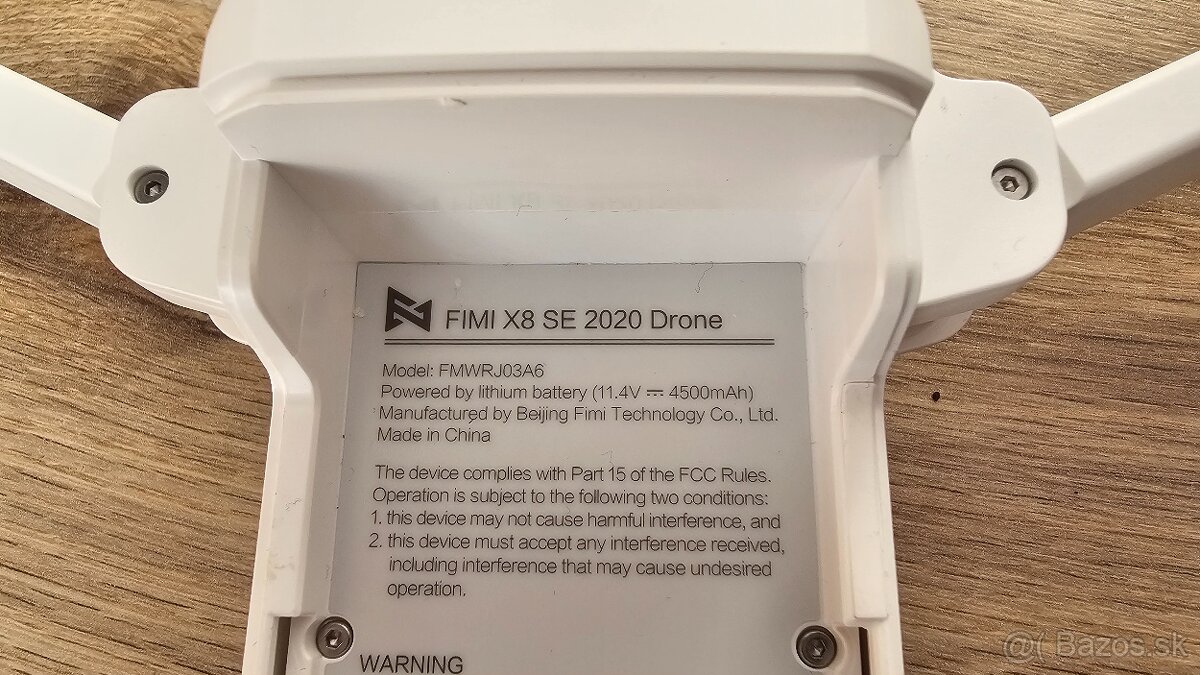 FIMI X8 SE 2020 Drone
Model: FMWRJ03A6
Powered by lithium battery (11.4V ⎓ 4500mAh)
Manufactured by Beijing Fimi Technology Co., Ltd.
Made in China
The device complies with Part 15 of the FCC Rules.
Operation is subject to the following two conditions:
1. this device may not cause harmful interference, and
2. this device must accept any interference received,
including interference that may cause undesired
operation.
WARNING
@( Bazos.sk